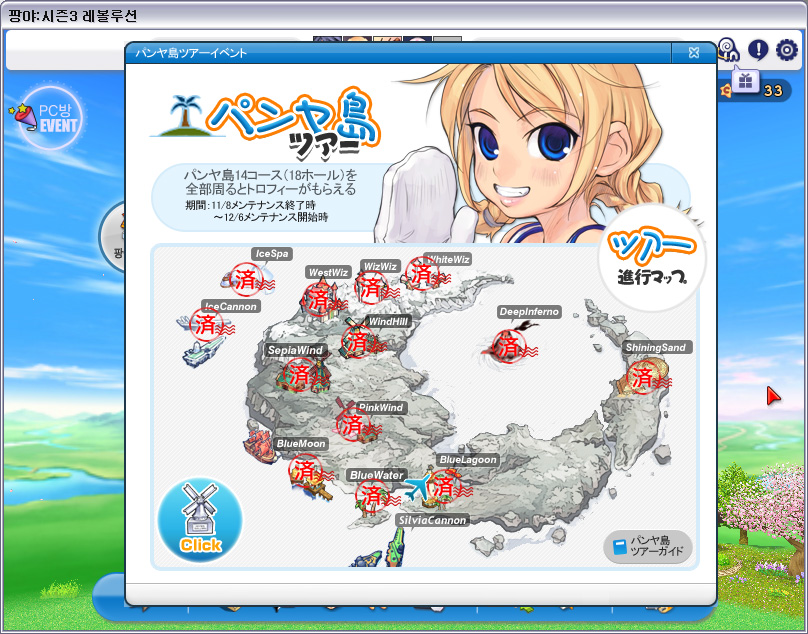 팡야:시즌3 레볼루션
パンヤ島ツアーイベント
PC방
EVENT
33
パンヤ島
ツアー
パンヤ島14コース(18ホール)を
全部周るとトロフィーがもらえる
期間:11/8メンテナンス終了時
～12/6メンテナンス開始時
ツアー
進行マップ
IceSpa
済
WestWiz
済
WizWiz
済
WhiteWiz
済
IceCannon
済
WindHill
済
DeepInferno
済
ShiningSand
済
SepiaWind
済
PinkWind
済
BlueMoon
済
BlueWater
済
BlueLagoon
済
SilviaCannon
Click
パンヤ島
ツアーガイド
팡